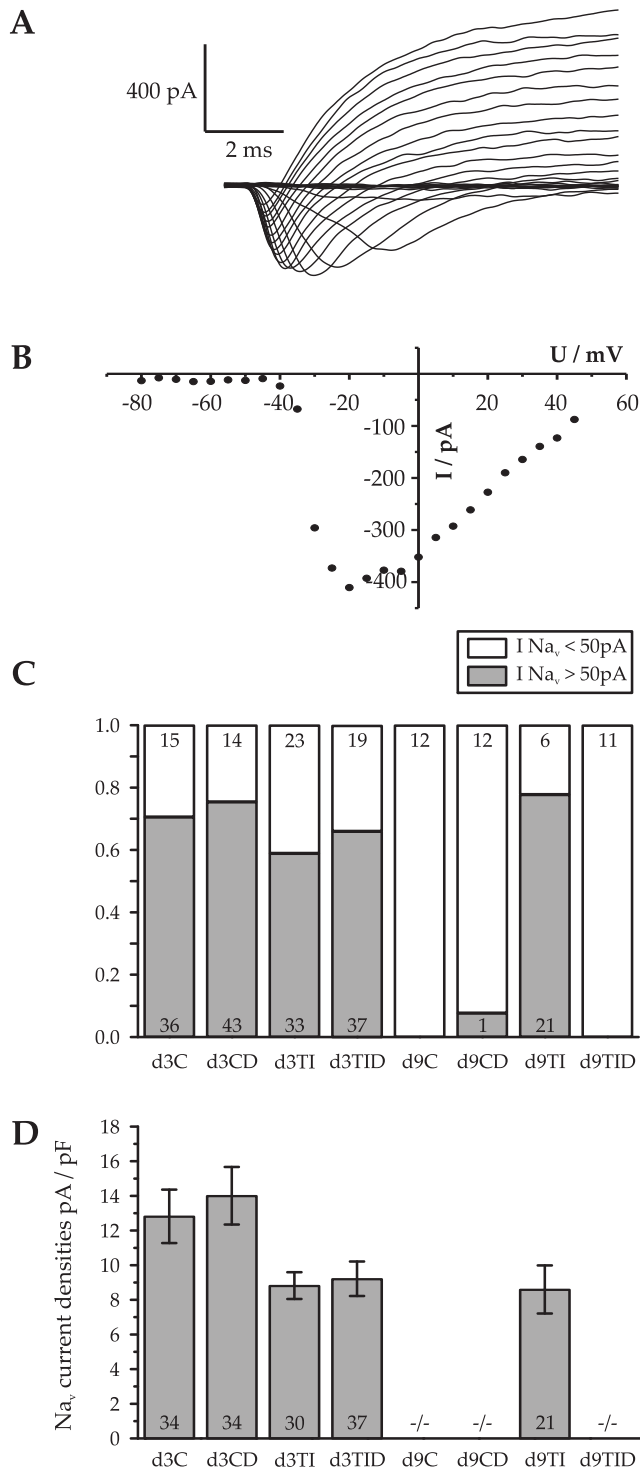 A
400 pA
2 ms
B
U / mV
-80 -60 -40 -20 20 40 60
-100
-200
-300
-400
I / pA
I Naᵥ < 50pA
I Naᵥ > 50pA
C
1.0
0.8
0.6
0.4
0.2
0.0
15 14 23 19 12 12 6 11
36 43 33 37 1 21
d3C d3CD d3TI d3TID d9C d9CD d9TI d9TID
D
Naᵥ current densities pA / pF
18
16
14
12
10
8
6
4
2
0
34 34 30 37 -/- -/- 21 -/-
d3C d3CD d3TI d3TID d9C d9CD d9TI d9TID